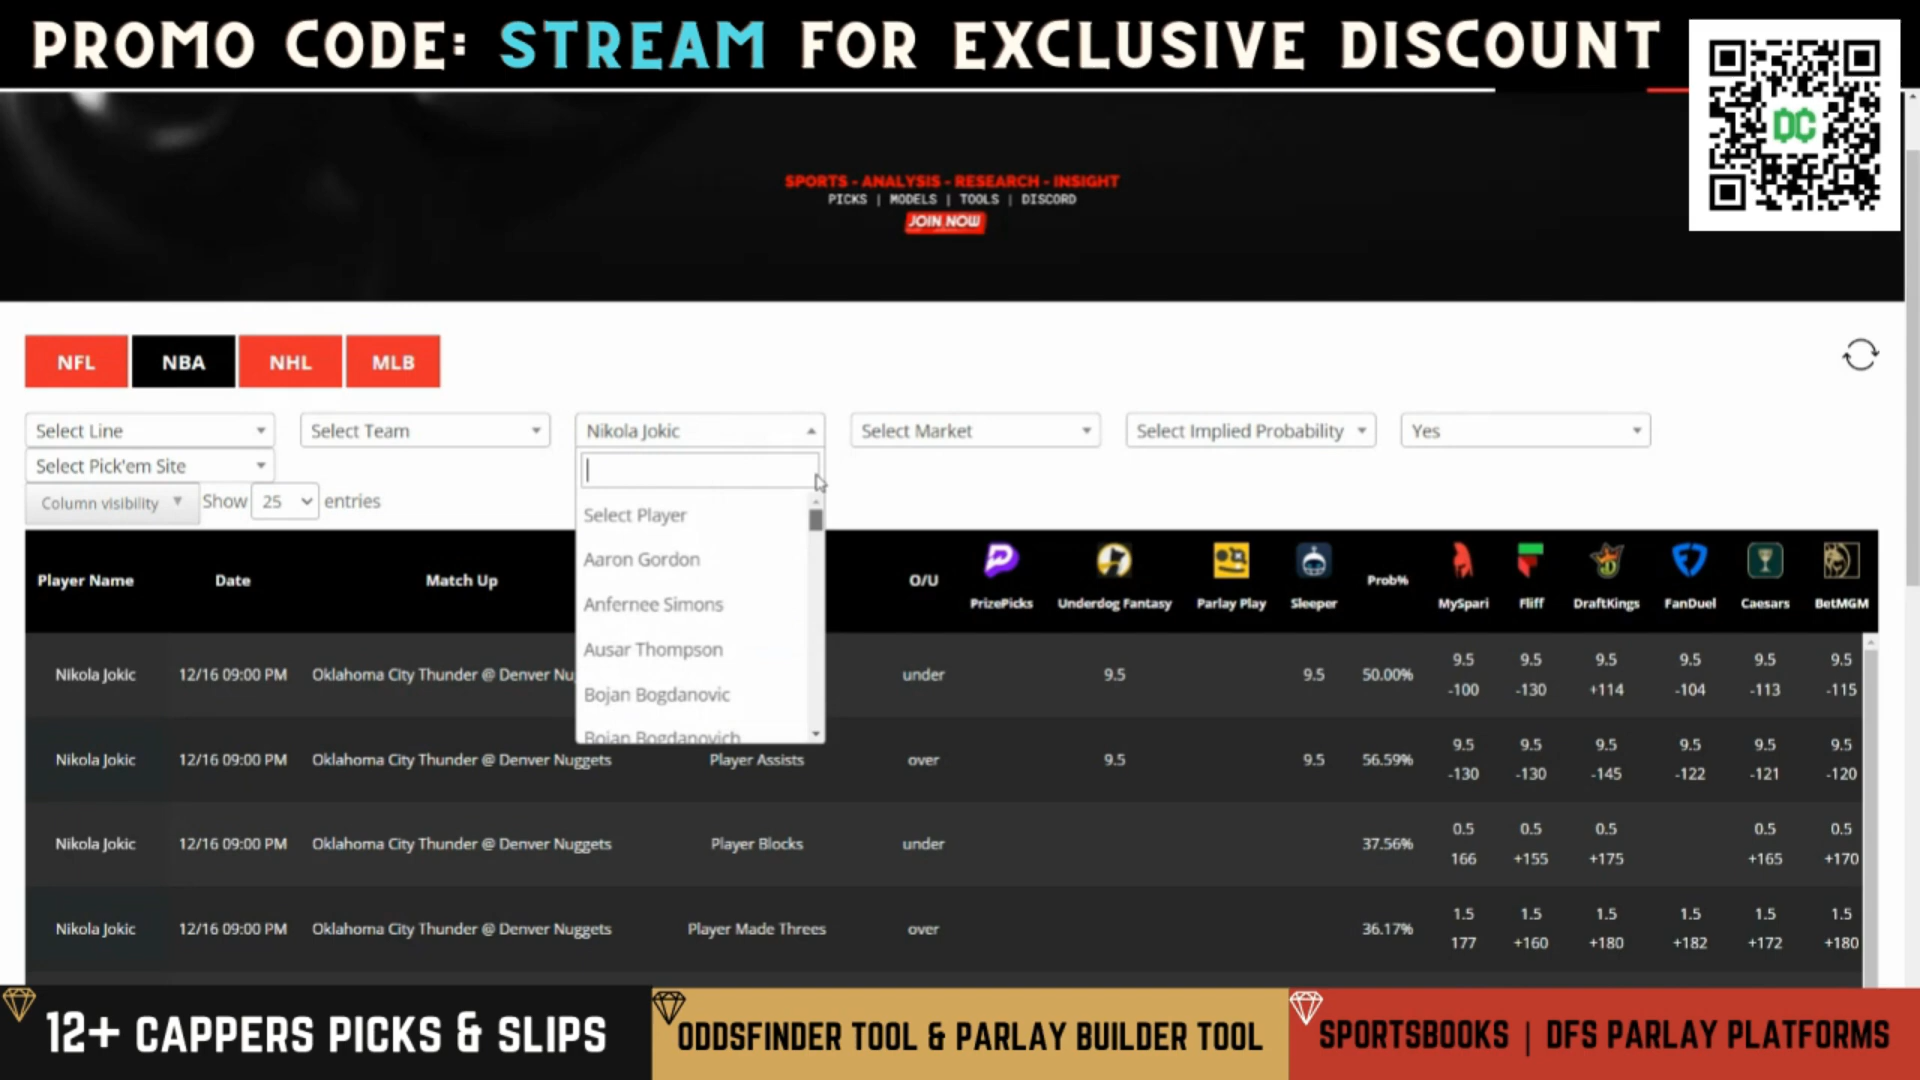 PROMO CODE: STREAM FOR EXCLUSIVE DISCOUNT
DC
SPORTS - ANALYSIS - RESEARCH - INSIGHT
PICKS | MODELS | TOOLS | DISCORD
JOIN NOW
NFL NBA NHL MLB
Select Line Select Team Nikola Jokic Select Market Select Implied Probability Yes
Select Pick'em Site
Column visibility Show 25 entries
Select Player
Aaron Gordon
Anfernee Simons
Ausar Thompson
Bojan Bogdanovic
Bojan Bogdanovich
Player Name Date Match Up O/U PrizePicks Underdog Fantasy Parlay Play Sleeper Prob% MySpari Fliff DraftKings FanDuel Caesars BetMGM
Nikola Jokic 12/16 09:00 PM Oklahoma City Thunder @ Denver Nu under 9.5 9.5 50.00% 9.5 9.5 9.5 9.5 9.5 9.5
-100 -130 +114 -104 -113 -115
Nikola Jokic 12/16 09:00 PM Oklahoma City Thunder @ Denver Nuggets Player Assists over 9.5 9.5 56.59% 9.5 9.5 9.5 9.5 9.5 9.5
-130 -130 -145 -122 -121 -120
Nikola Jokic 12/16 09:00 PM Oklahoma City Thunder @ Denver Nuggets Player Blocks under 37.56% 0.5 0.5 0.5 0.5 0.5
166 +155 +175 +165 +170
Nikola Jokic 12/16 09:00 PM Oklahoma City Thunder @ Denver Nuggets Player Made Threes over 36.17% 1.5 1.5 1.5 1.5 1.5 1.5
177 +160 +180 +182 +172 +180
12+ CAPPERS PICKS & SLIPS
ODDSFINDER TOOL & PARLAY BUILDER TOOL
SPORTSBOOKS | DFS PARLAY PLATFORMS